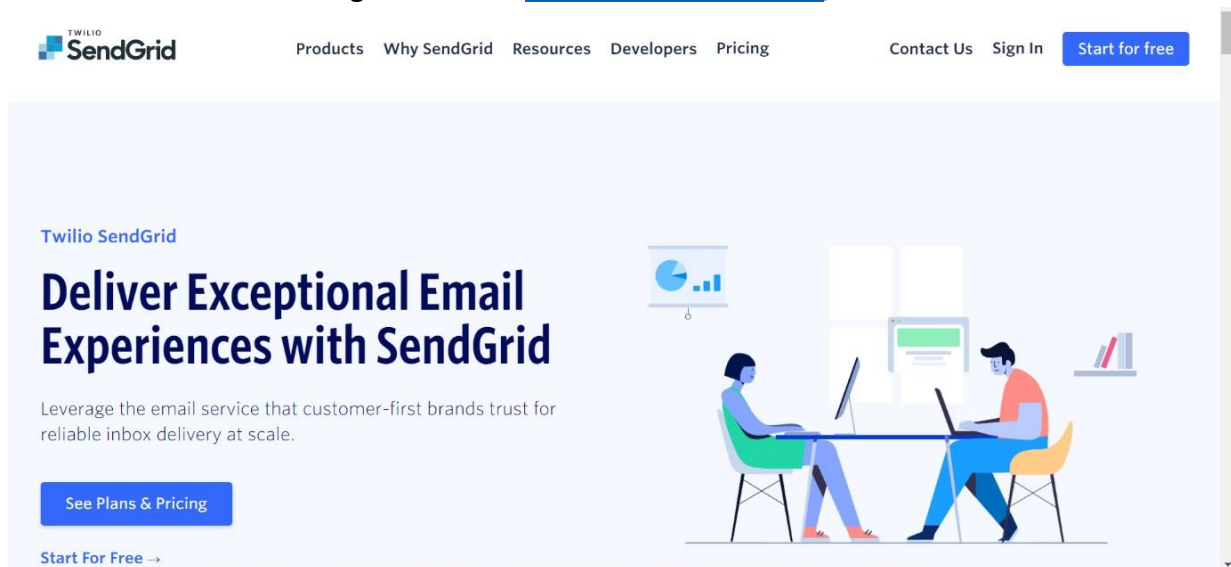 TWILIO
SendGrid
Products Why SendGrid Resources Developers Pricing Contact Us Sign In Start for free
Twilio SendGrid
Deliver Exceptional Email
Experiences with SendGrid
Leverage the email service that customer-first brands trust for
reliable inbox delivery at scale.
See Plans & Pricing
Start For Free →